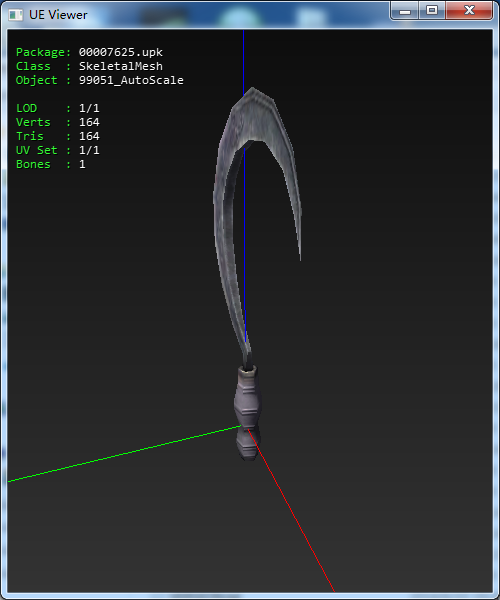 UE Viewer
Package: 00007625.upk
Class  : SkeletalMesh
Object : 99051_AutoScale
LOD    : 1/1
Verts  : 164
Tris   : 164
UV Set : 1/1
Bones  : 1